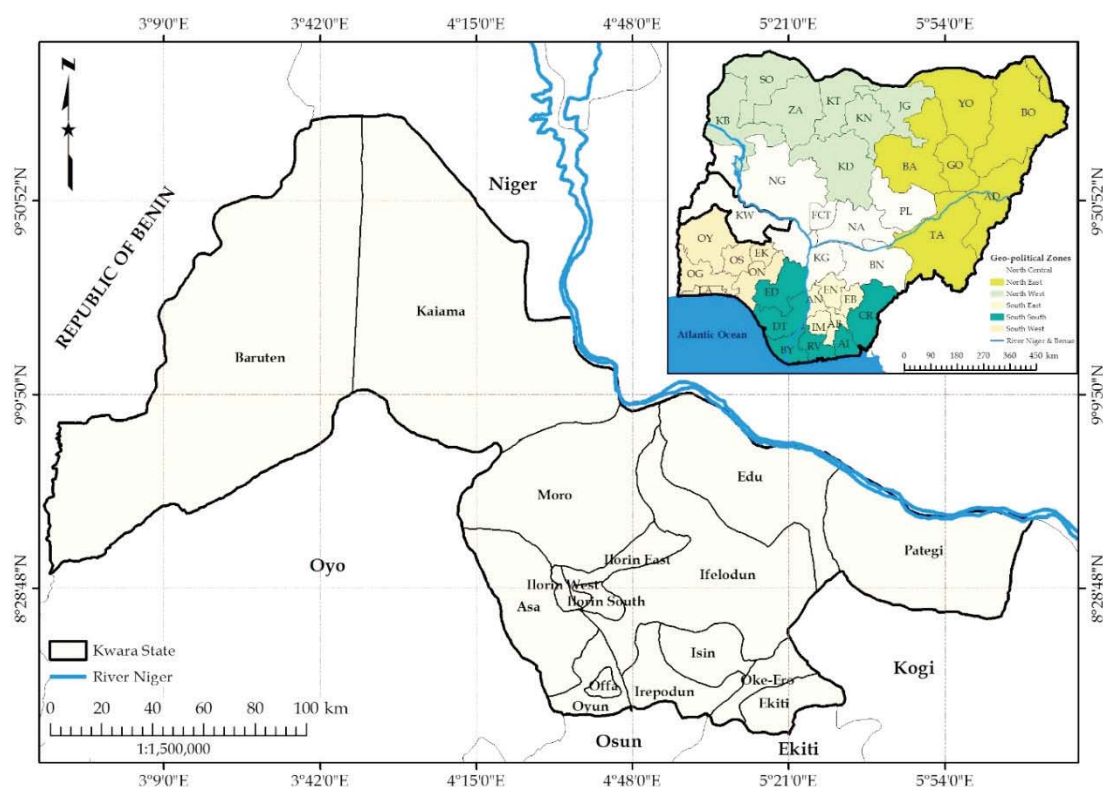 3°9'0"E 3°42'0"E 4°15'0"E 4°48'0"E 5°21'0"E 5°54'0"E
N
9°50'52"N
9°9'50"N
8°28'48"N
REPUBLIC OF BENIN
Niger
Kaiama
Baruten
Moro
Edu
Pategi
Oyo
Ilorin East
Ifelodun
Ilorin West
Asa
Ilorin South
Isin
Kogi
Offa
Irepodun
Oke-Ero
Oyun
Ekiti
Osun
Ekiti
Kwara State
River Niger
0 20 40 60 80 100 km
1:1,500,000
SO
ZA
KT
KN
JG
YO
BO
KB
KD
BA
GO
AD
NG
KW
FCT
PL
NA
TA
OY
OS
EK
KG
BN
OG
ON
LA
ED
EN
AN
EB
CR
DT
IM
AB
BY
RV
AI
Atlantic Ocean
Geo-political Zones
North Central
North East
North West
South East
South South
South West
River Niger & Benue
0 90 180 270 360 450 km
9°50'52"N
9°9'50"N
8°28'48"N
3°9'0"E 3°42'0"E 4°15'0"E 4°48'0"E 5°21'0"E 5°54'0"E